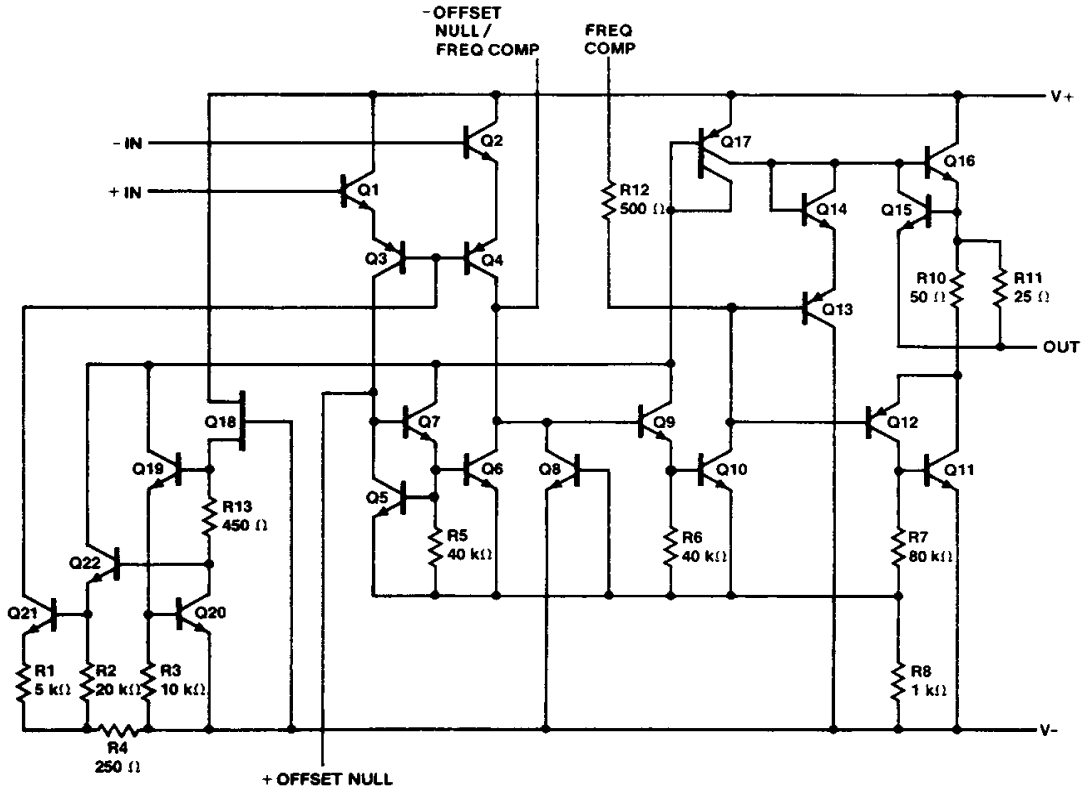 – OFFSET
NULL /
FREQ COMP
FREQ
COMP
V+
– IN
Q2
Q17
Q16
+ IN
Q1
R12
500 Ω
Q14
Q15
Q3
Q4
R10
50 Ω
R11
25 Ω
Q13
OUT
Q18
Q7
Q9
Q12
Q19
Q6
Q8
Q10
Q11
Q5
R13
450 Ω
R5
40 kΩ
R6
40 kΩ
R7
80 kΩ
Q22
Q21
Q20
R1
5 kΩ
R2
20 kΩ
R3
10 kΩ
R8
1 kΩ
V–
R4
250 Ω
+ OFFSET NULL